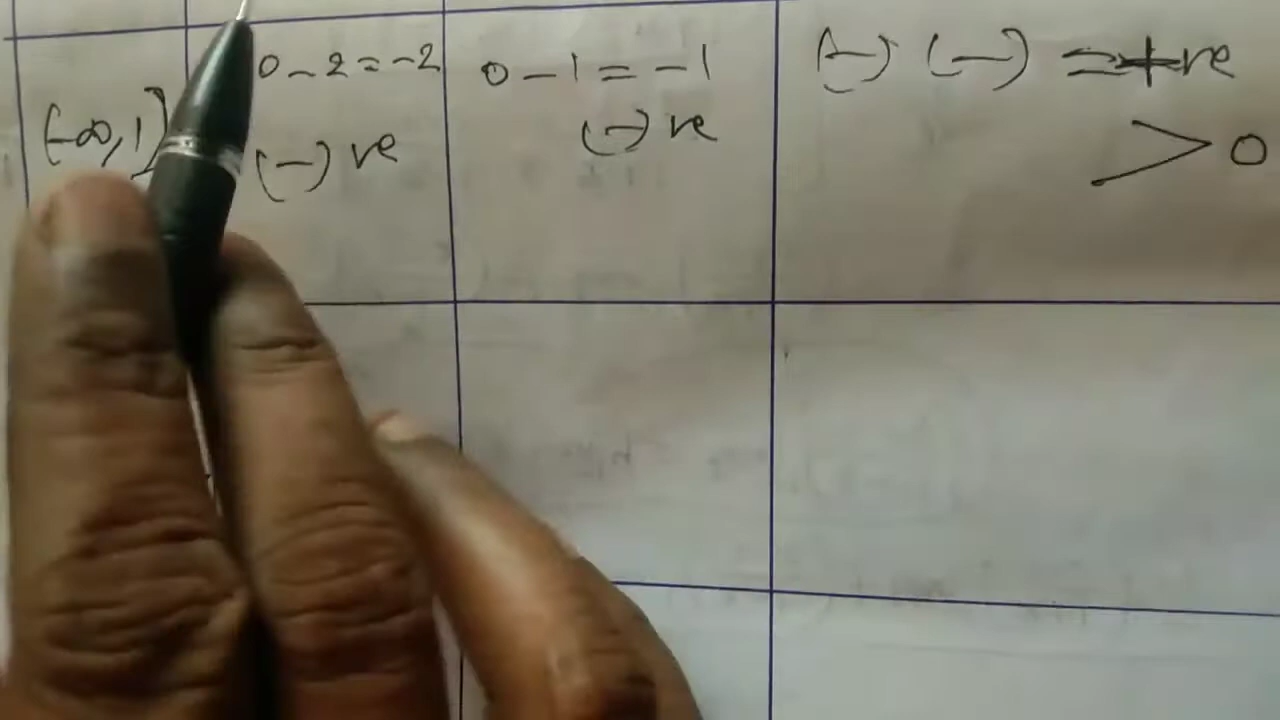 (-∞, 1]
0 - 2 = -2
(-) ve
0 - 1 = -1
(-) ve
(-) (-) = +ve
> 0